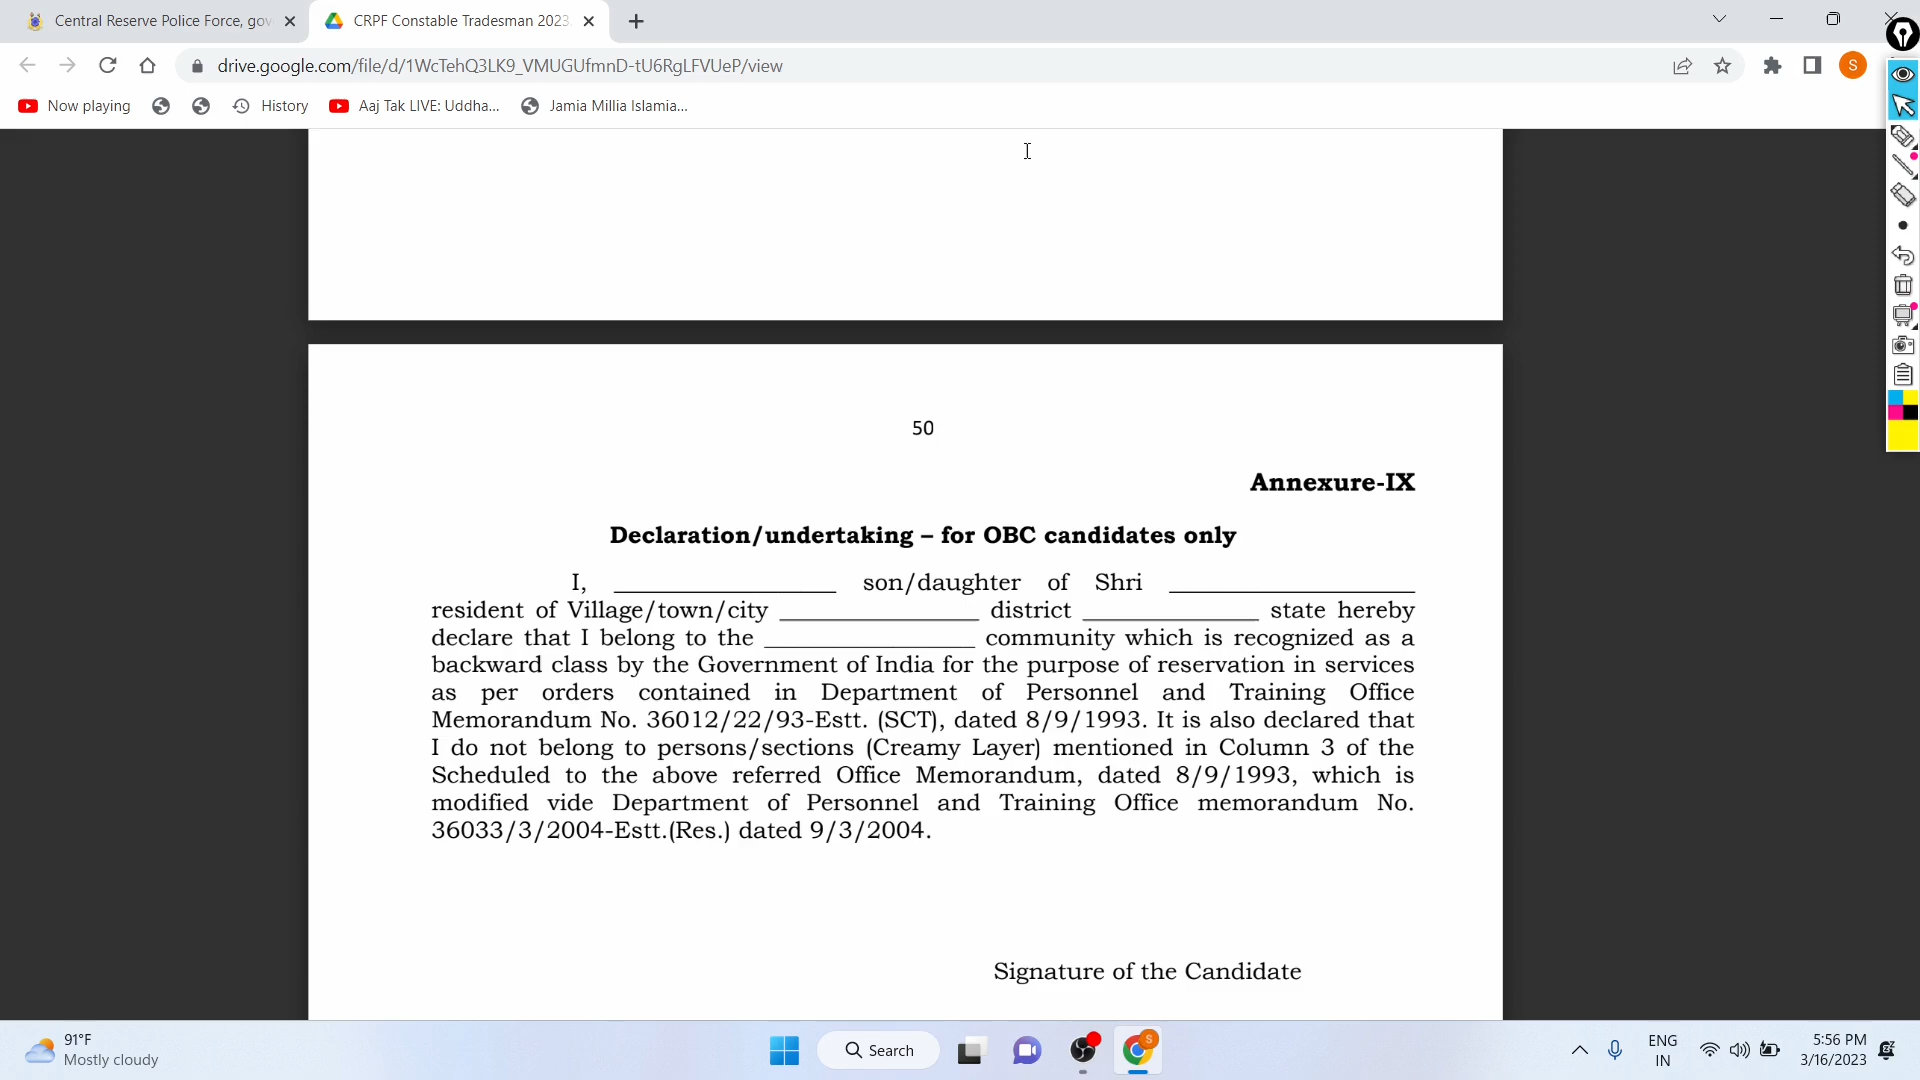 Central Reserve Police Force, gov
CRPF Constable Tradesman 2023
drive.google.com/file/d/1WcTehQ3LK9_VMUGUfmnD-tU6RgLFVUeP/view
S
Now playing
History
Aaj Tak LIVE: Uddha...
Jamia Millia Islamia...
50
Annexure-IX
Declaration/undertaking – for OBC candidates only
I, __________________ son/daughter of Shri ____________________
resident of Village/town/city ________________ district ______________ state hereby
declare that I belong to the _________________ community which is recognized as a
backward class by the Government of India for the purpose of reservation in services
as per orders contained in Department of Personnel and Training Office
Memorandum No. 36012/22/93-Estt. (SCT), dated 8/9/1993. It is also declared that
I do not belong to persons/sections (Creamy Layer) mentioned in Column 3 of the
Scheduled to the above referred Office Memorandum, dated 8/9/1993, which is
modified vide Department of Personnel and Training Office memorandum No.
36033/3/2004-Estt.(Res.) dated 9/3/2004.
Signature of the Candidate
91°F
Mostly cloudy
Search
S
ENG
IN
5:56 PM
3/16/2023